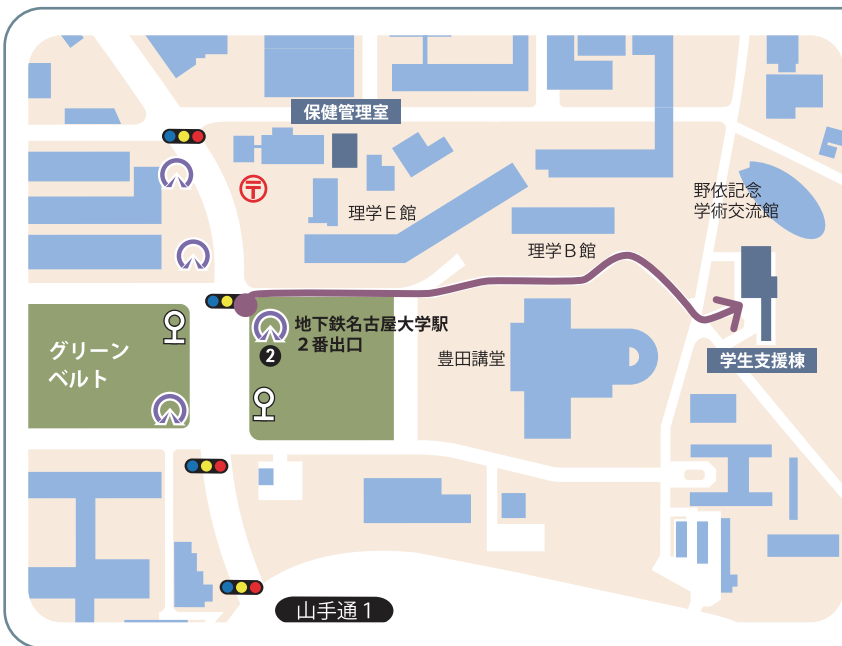 保健管理室
野依記念
学術交流館
理学E館
理学B館
地下鉄名古屋大学駅
2番出口
2
グリーン
ベルト
豊田講堂
学生支援棟
山手通1